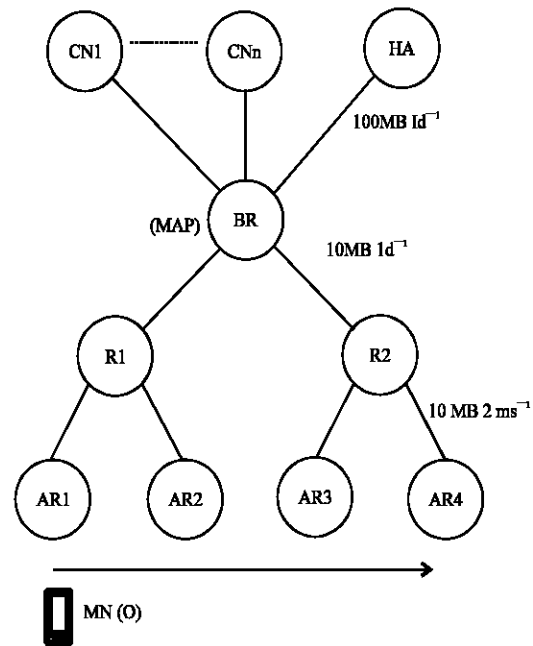 CN1 CNn HA
100MB Id⁻¹
(MAP) BR
10MB 1d⁻¹
R1 R2
10 MB 2 ms⁻¹
AR1 AR2 AR3 AR4
MN (O)